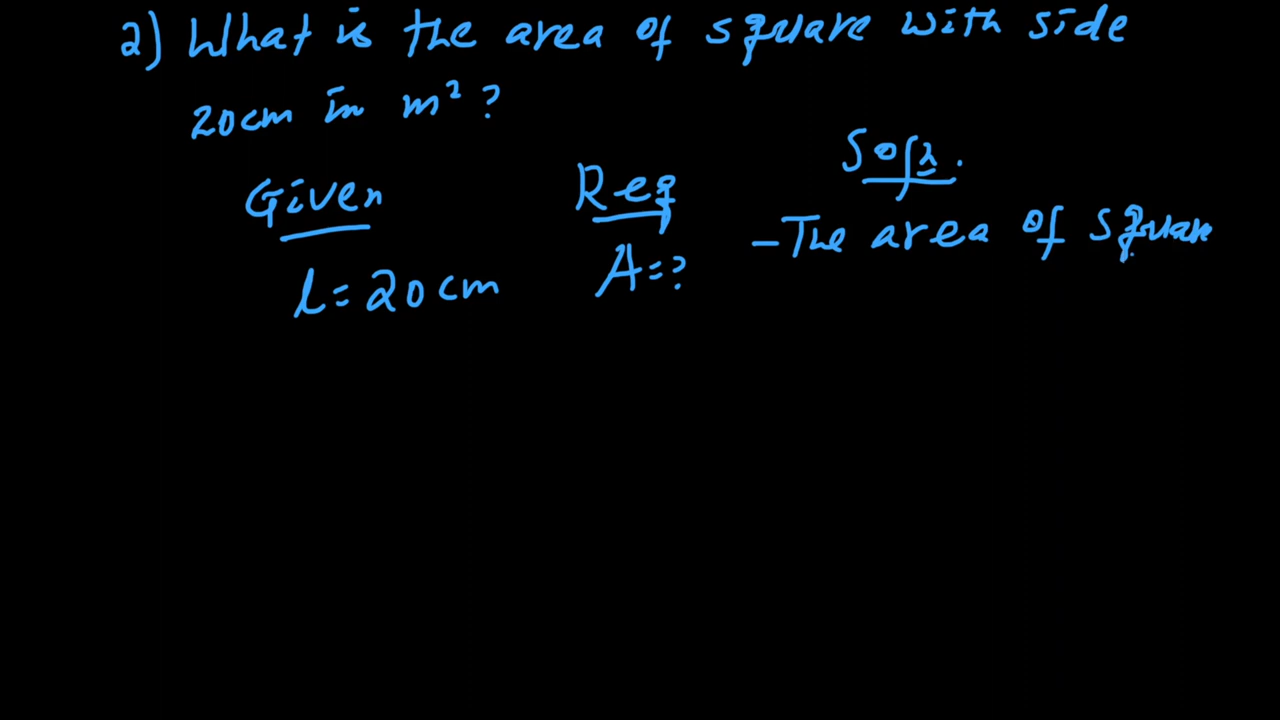 2) What is the area of square with side
20cm in m² ?
Given
l = 20cm
Req
A = ?
- The area of square